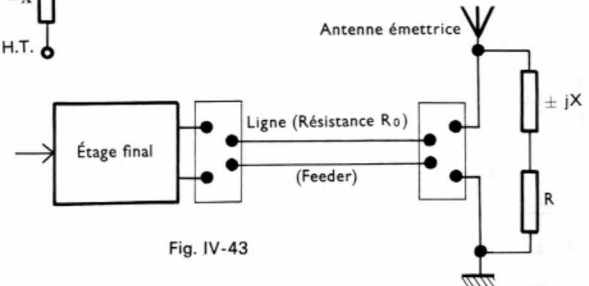 X
H.T.
Antenne émettrice
± jX
Ligne (Résistance R₀)
Étage final
(Feeder)
R
Fig. IV-43